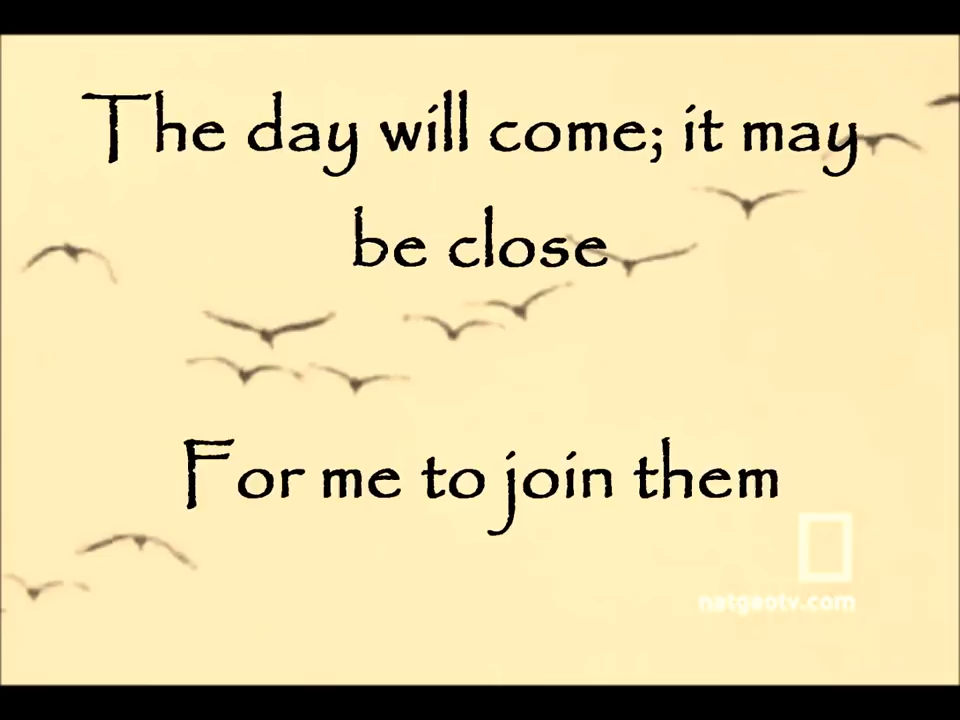 The day will come; it may
be close
For me to join them
natgeotv.com